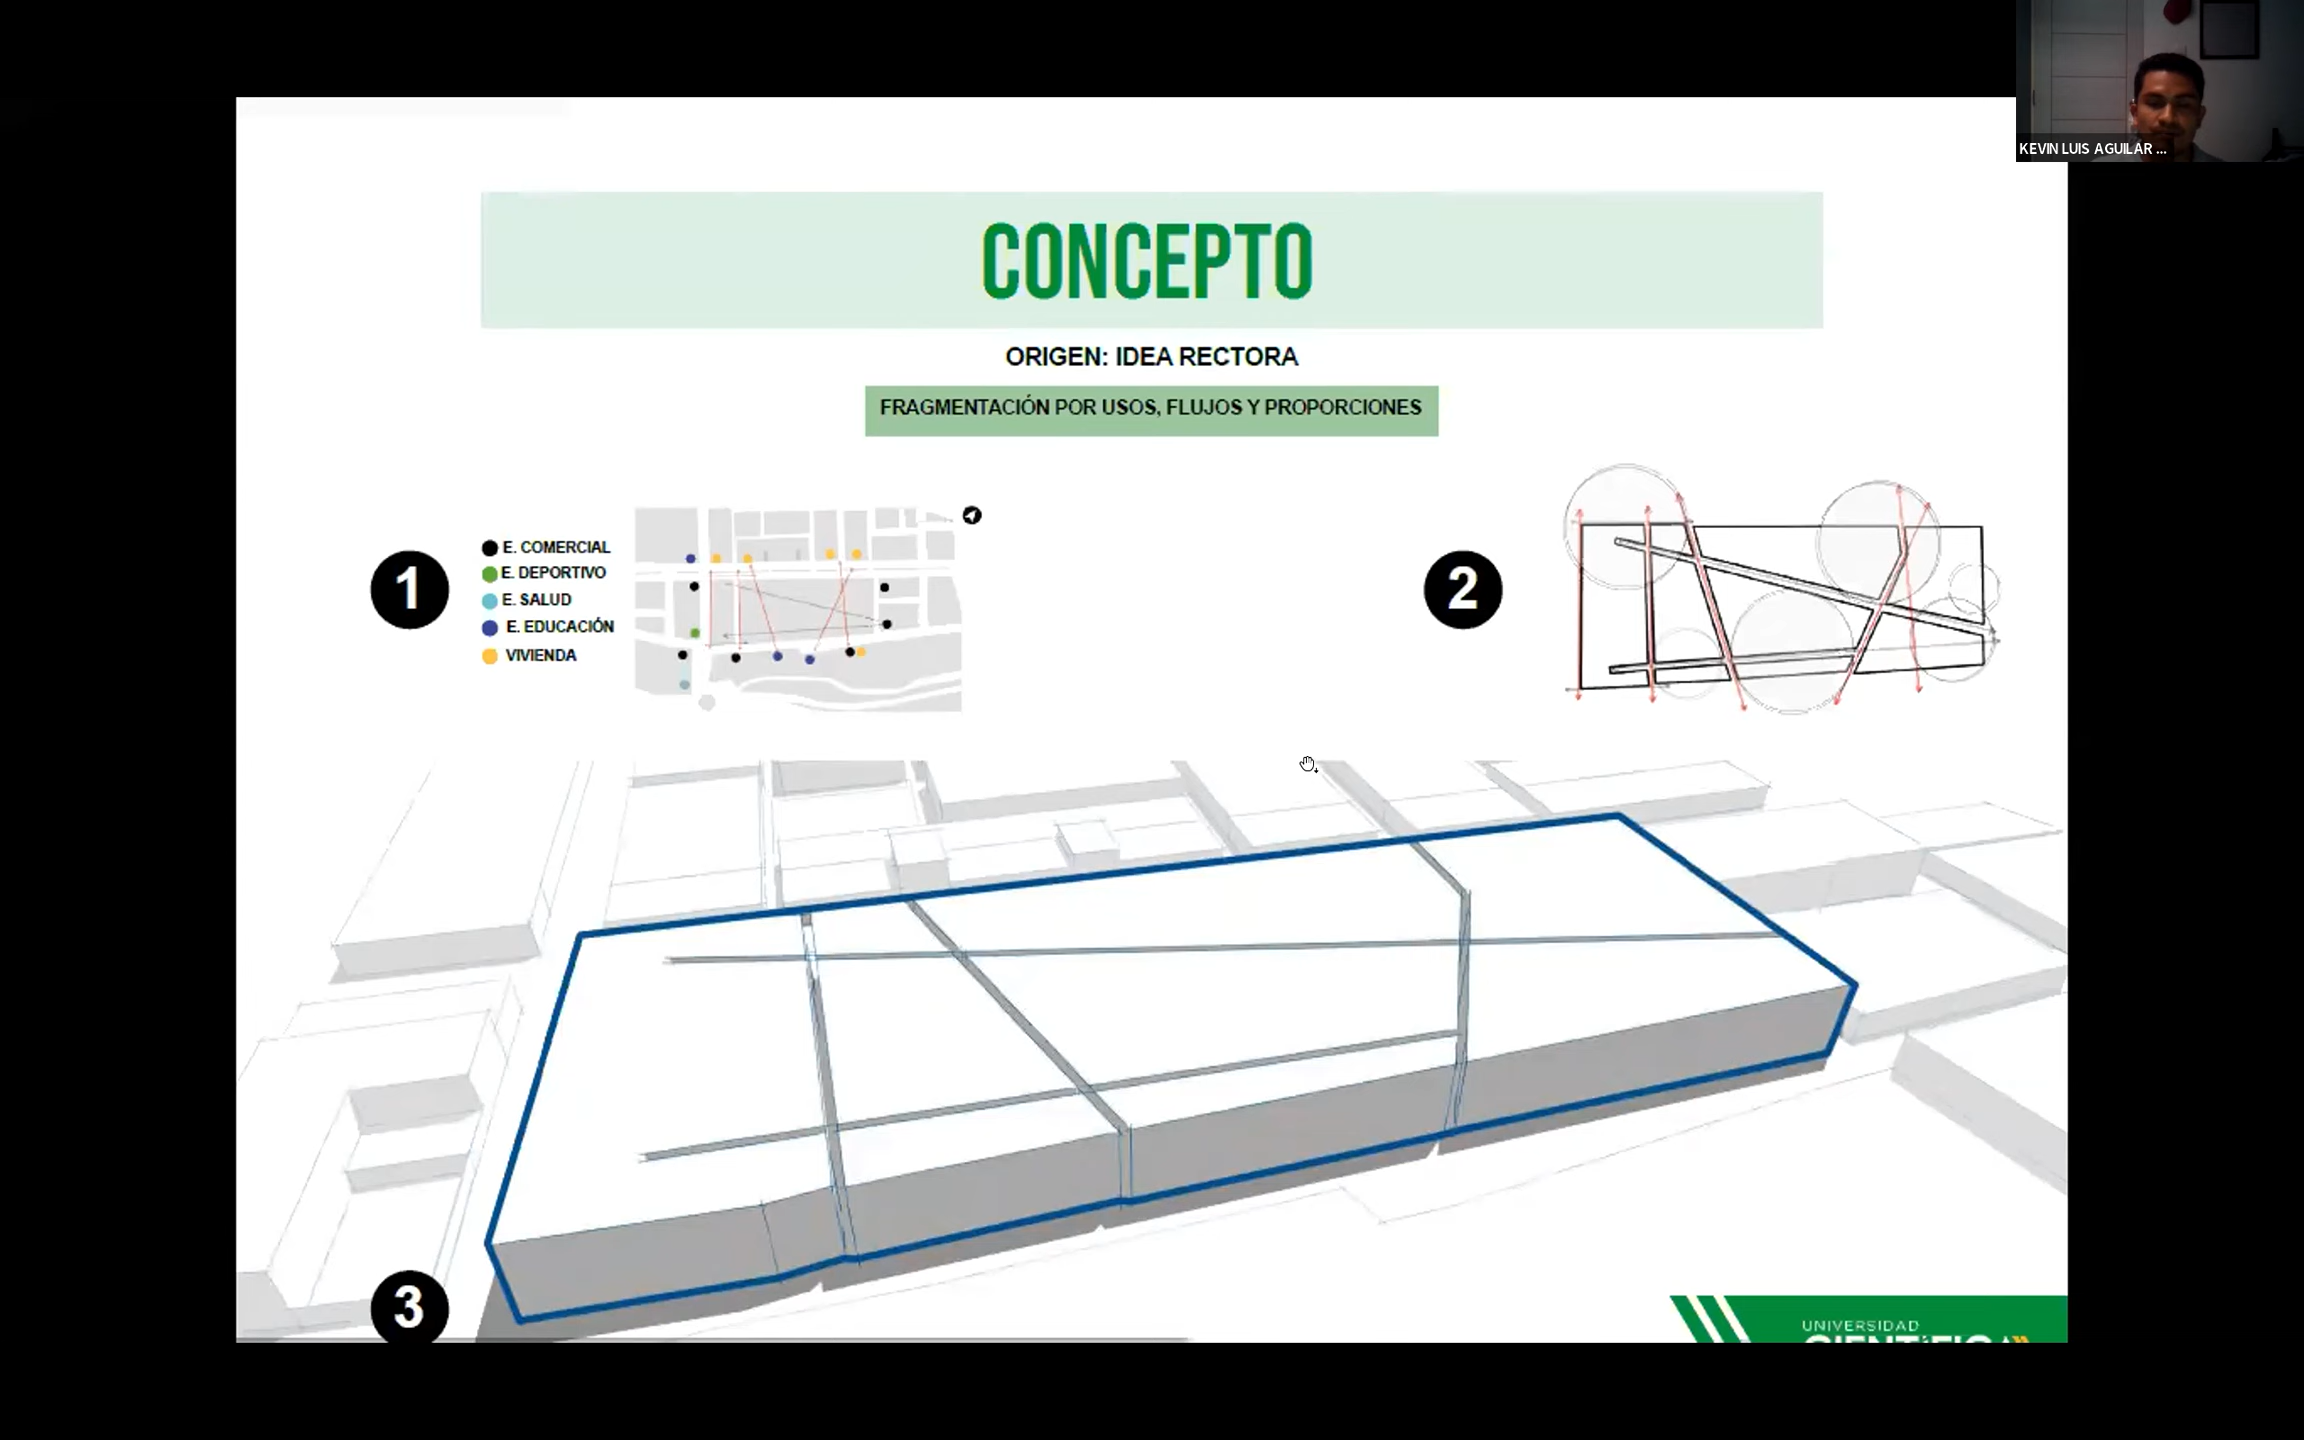 KEVIN LUIS AGUILAR ...
CONCEPTO
ORIGEN: IDEA RECTORA
FRAGMENTACIÓN POR USOS, FLUJOS Y PROPORCIONES
1
E. COMERCIAL
E. DEPORTIVO
E. SALUD
E. EDUCACIÓN
VIVIENDA
2
3
UNIVERSIDAD
CIENTÍFICA